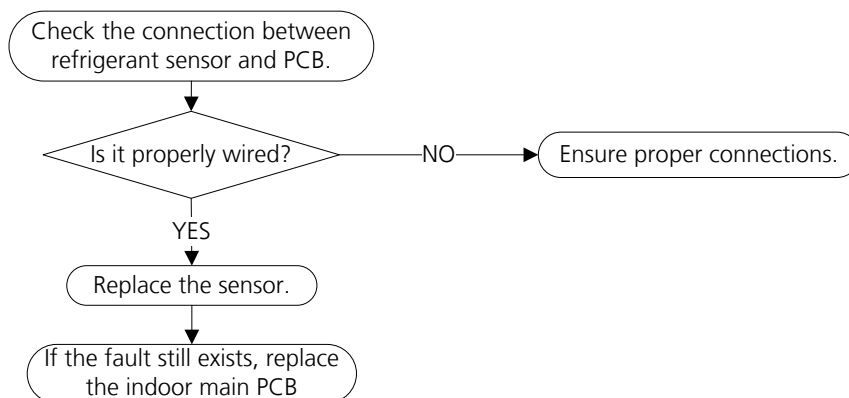 Check the connection between
refrigerant sensor and PCB.
Is it properly wired?
NO
Ensure proper connections.
YES
Replace the sensor.
If the fault still exists, replace
the indoor main PCB